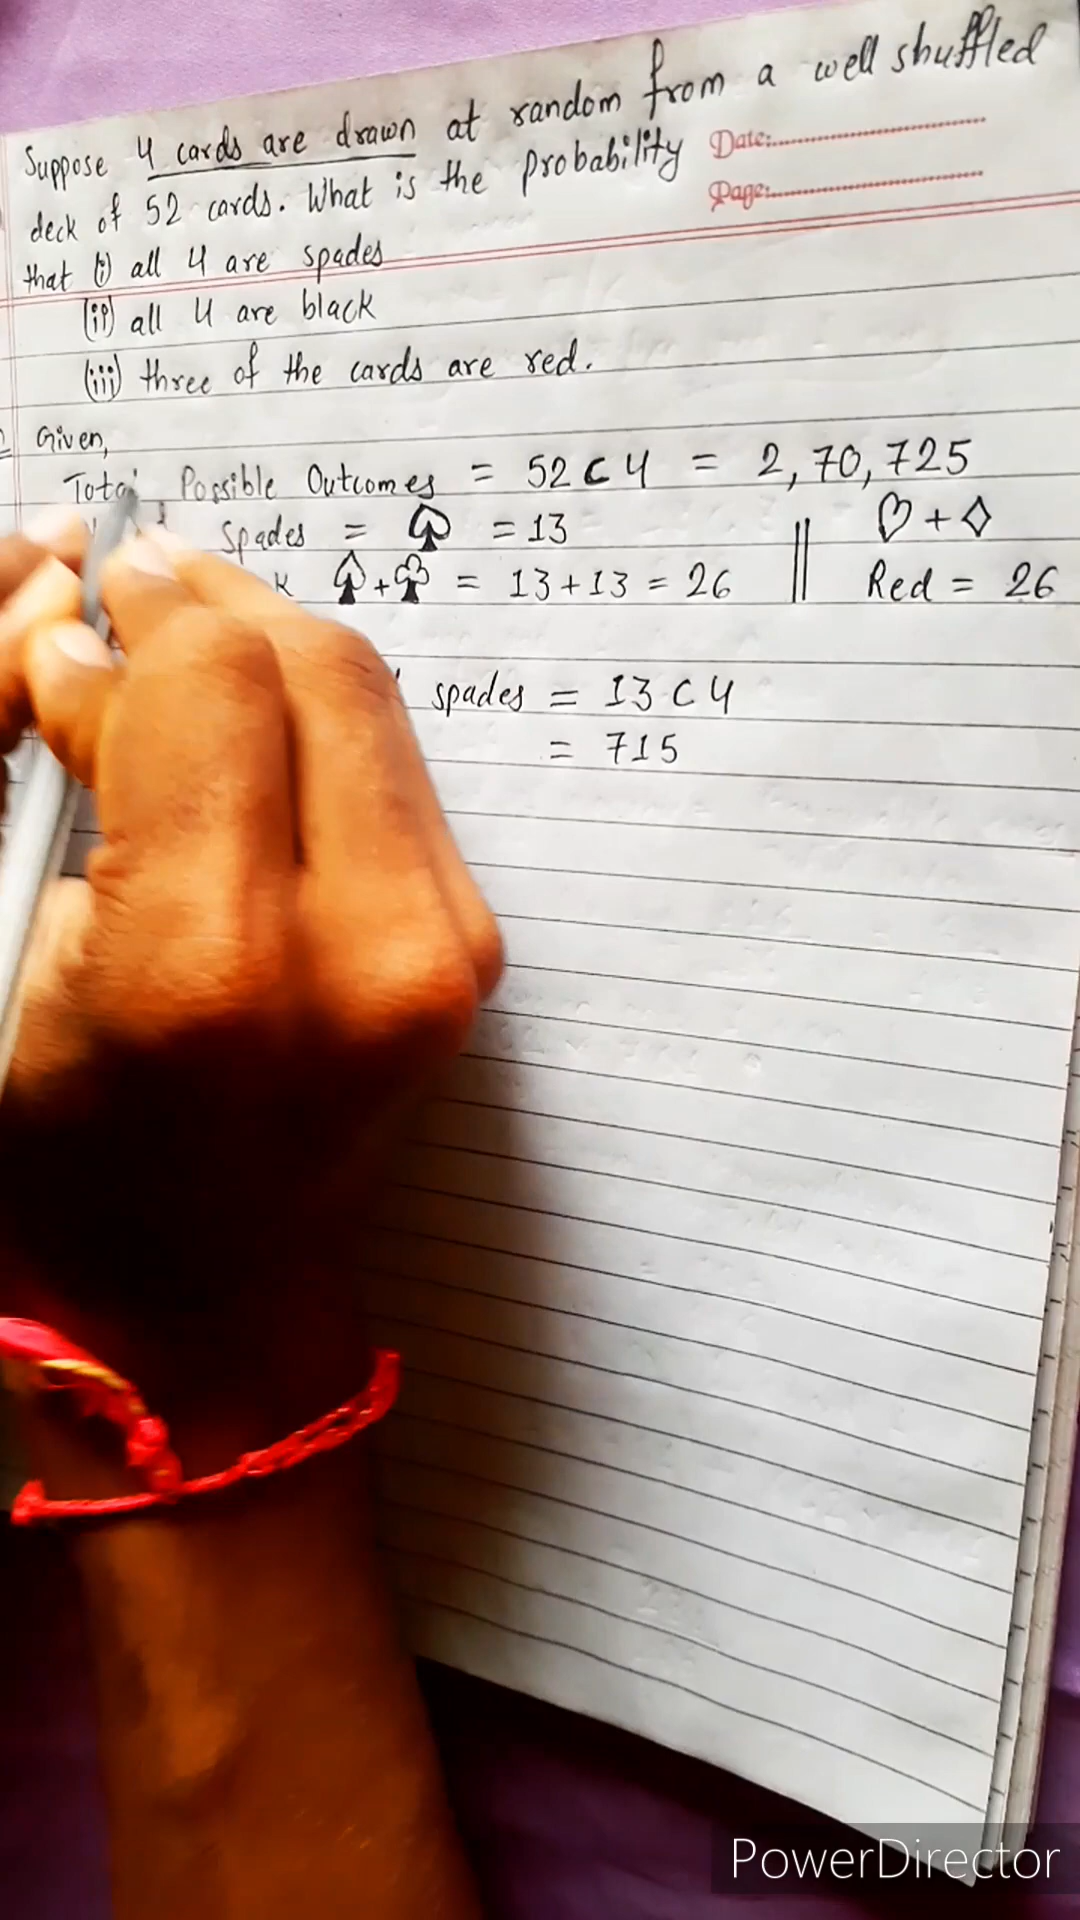 Suppose 4 cards are drawn at random from a well shuffled
deck of 52 cards. What is the probability
Date:
Page:
that (i) all 4 are spades
(ii) all 4 are black
(iii) three of the cards are red.
Given,
Total Possible Outcomes = 52C4 = 2,70,725
Spades = ♤ = 13
♡ + ♢
K ♤ + ♧ = 13 + 13 = 26 || Red = 26
spades = 13C4
= 715
PowerDirector